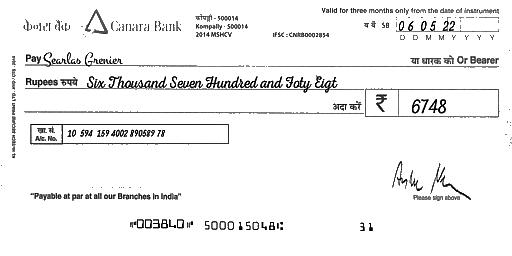 केनरा बैंक Canara Bank
कोमपल्ली - 500014
Kompally - 500014
2014 MSHCV
IFSC : CNRB0002854
Valid for three months only from the date of instrument
SB 06 05 22
D D M M Y Y Y Y
Pay Searlas Grenier या धारक को Or Bearer
Rupees रुपये Six Thousand Seven Hundred and Foty Eigt
अदा करें ₹ 6748
खा. सं.
A/c. No. 10 594 159 4002 890589 78
Please sign above
"Payable at par at all our Branches in India"
⑈003840⑈ 500015048⑆ 31